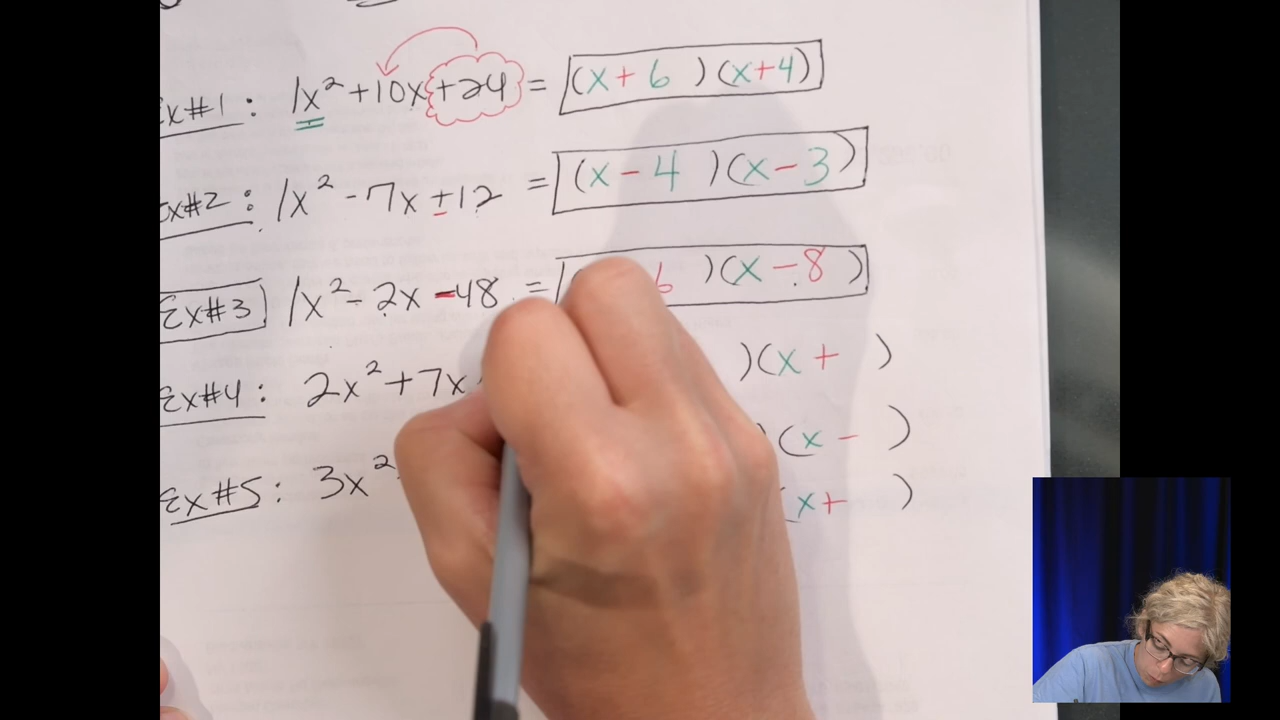 Ex#1: 1x²+10x+24 = (x+6)(x+4)
Ex#2: 1x²-7x+12 = (x-4)(x-3)
Ex#3 1x²-2x-48 = 6)(x-8)
Ex#4: 2x²+7x )(x+ )
)(x- )
Ex#5: 3x² (x+ )